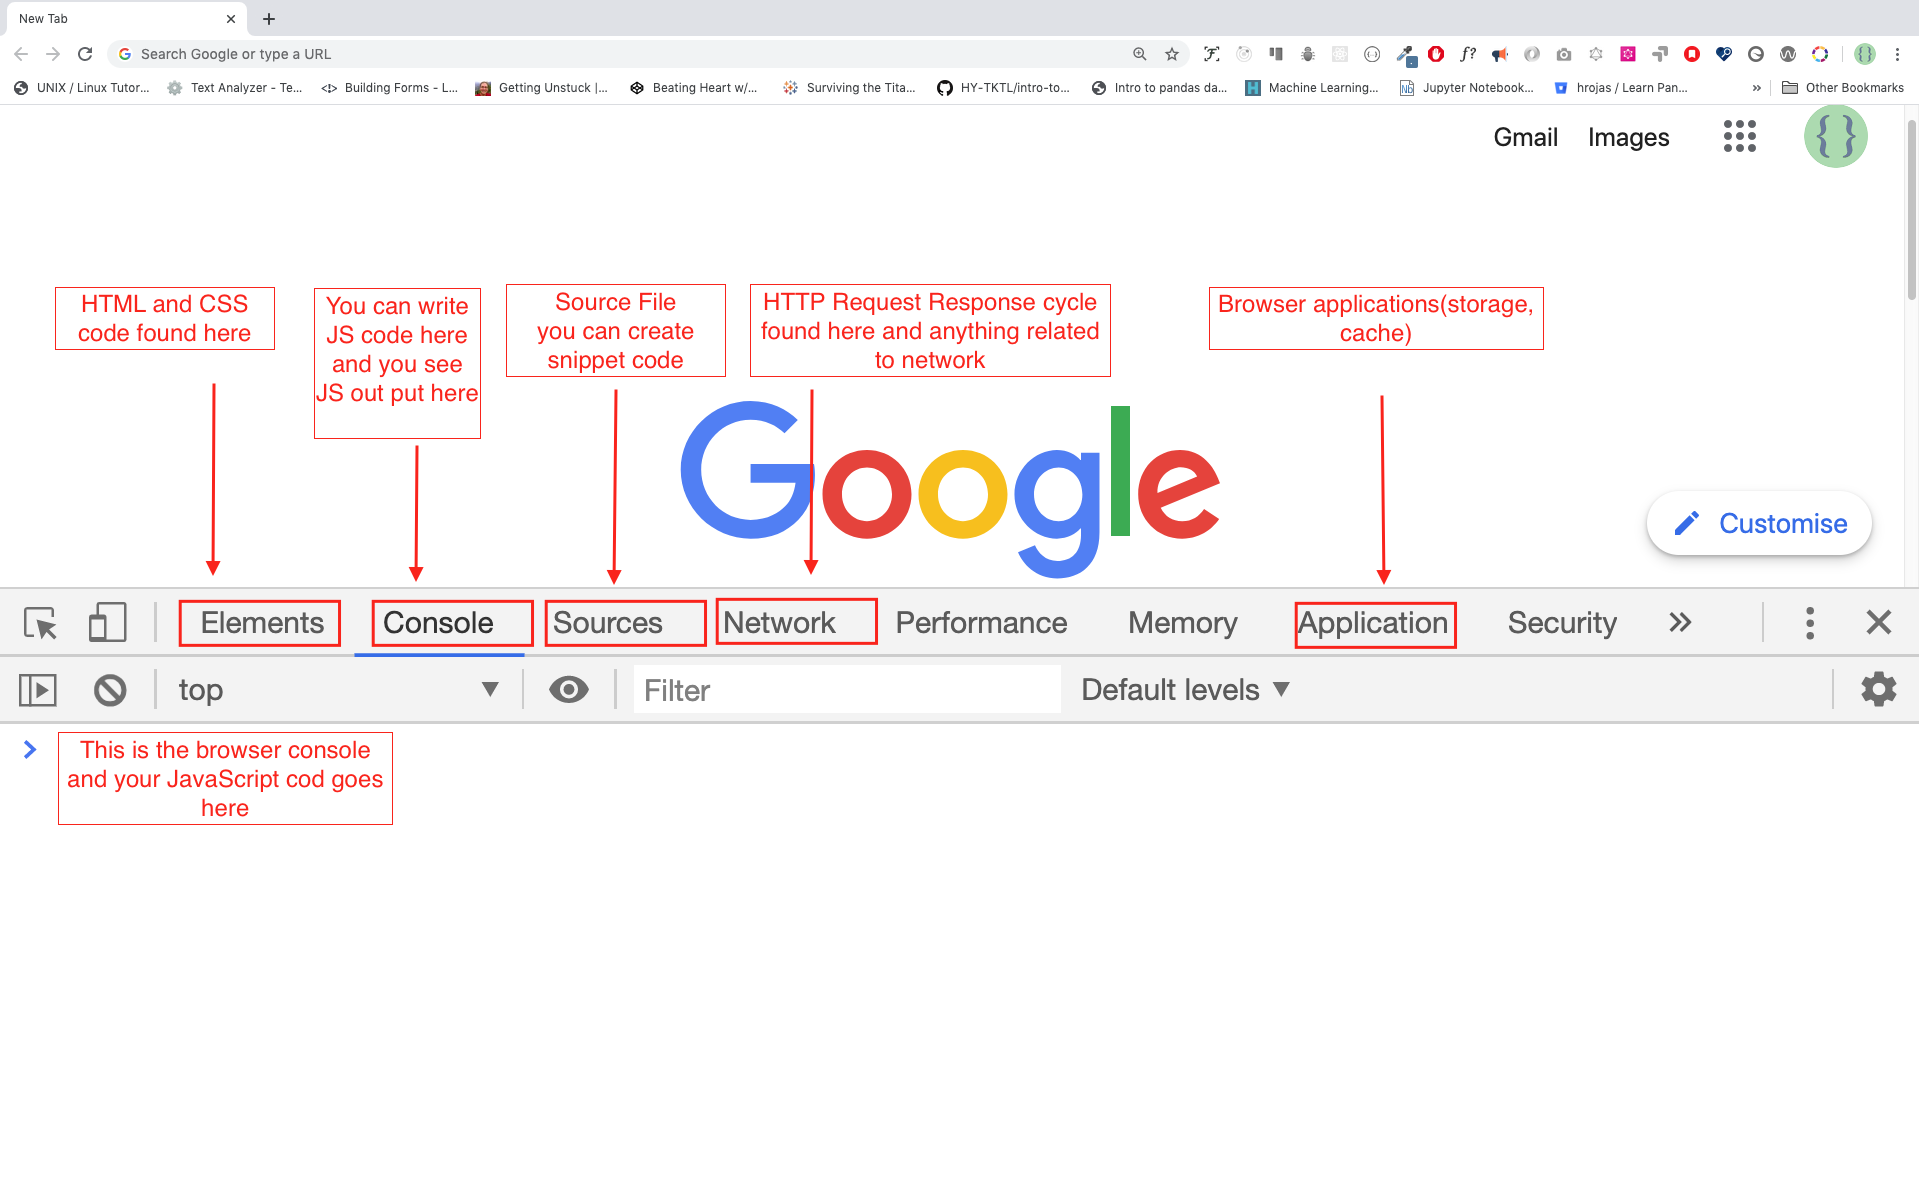 New Tab
Search Google or type a URL
UNIX / Linux Tutor...
Text Analyzer - Te...
Building Forms - L...
Getting Unstuck |...
Beating Heart w/...
Surviving the Tita...
HY-TKTL/intro-to...
Intro to pandas da...
Machine Learning...
Jupyter Notebook...
hrojas / Learn Pan...
Other Bookmarks
Gmail Images
HTML and CSS
code found here
You can write
JS code here
and you see
JS out put here
Source File
you can create
snippet code
HTTP Request Response cycle
found here and anything related
to network
Browser applications(storage,
cache)
Google
Customise
Elements Console Sources Network Performance Memory Application Security
top Filter Default levels
This is the browser console
and your JavaScript cod goes
here